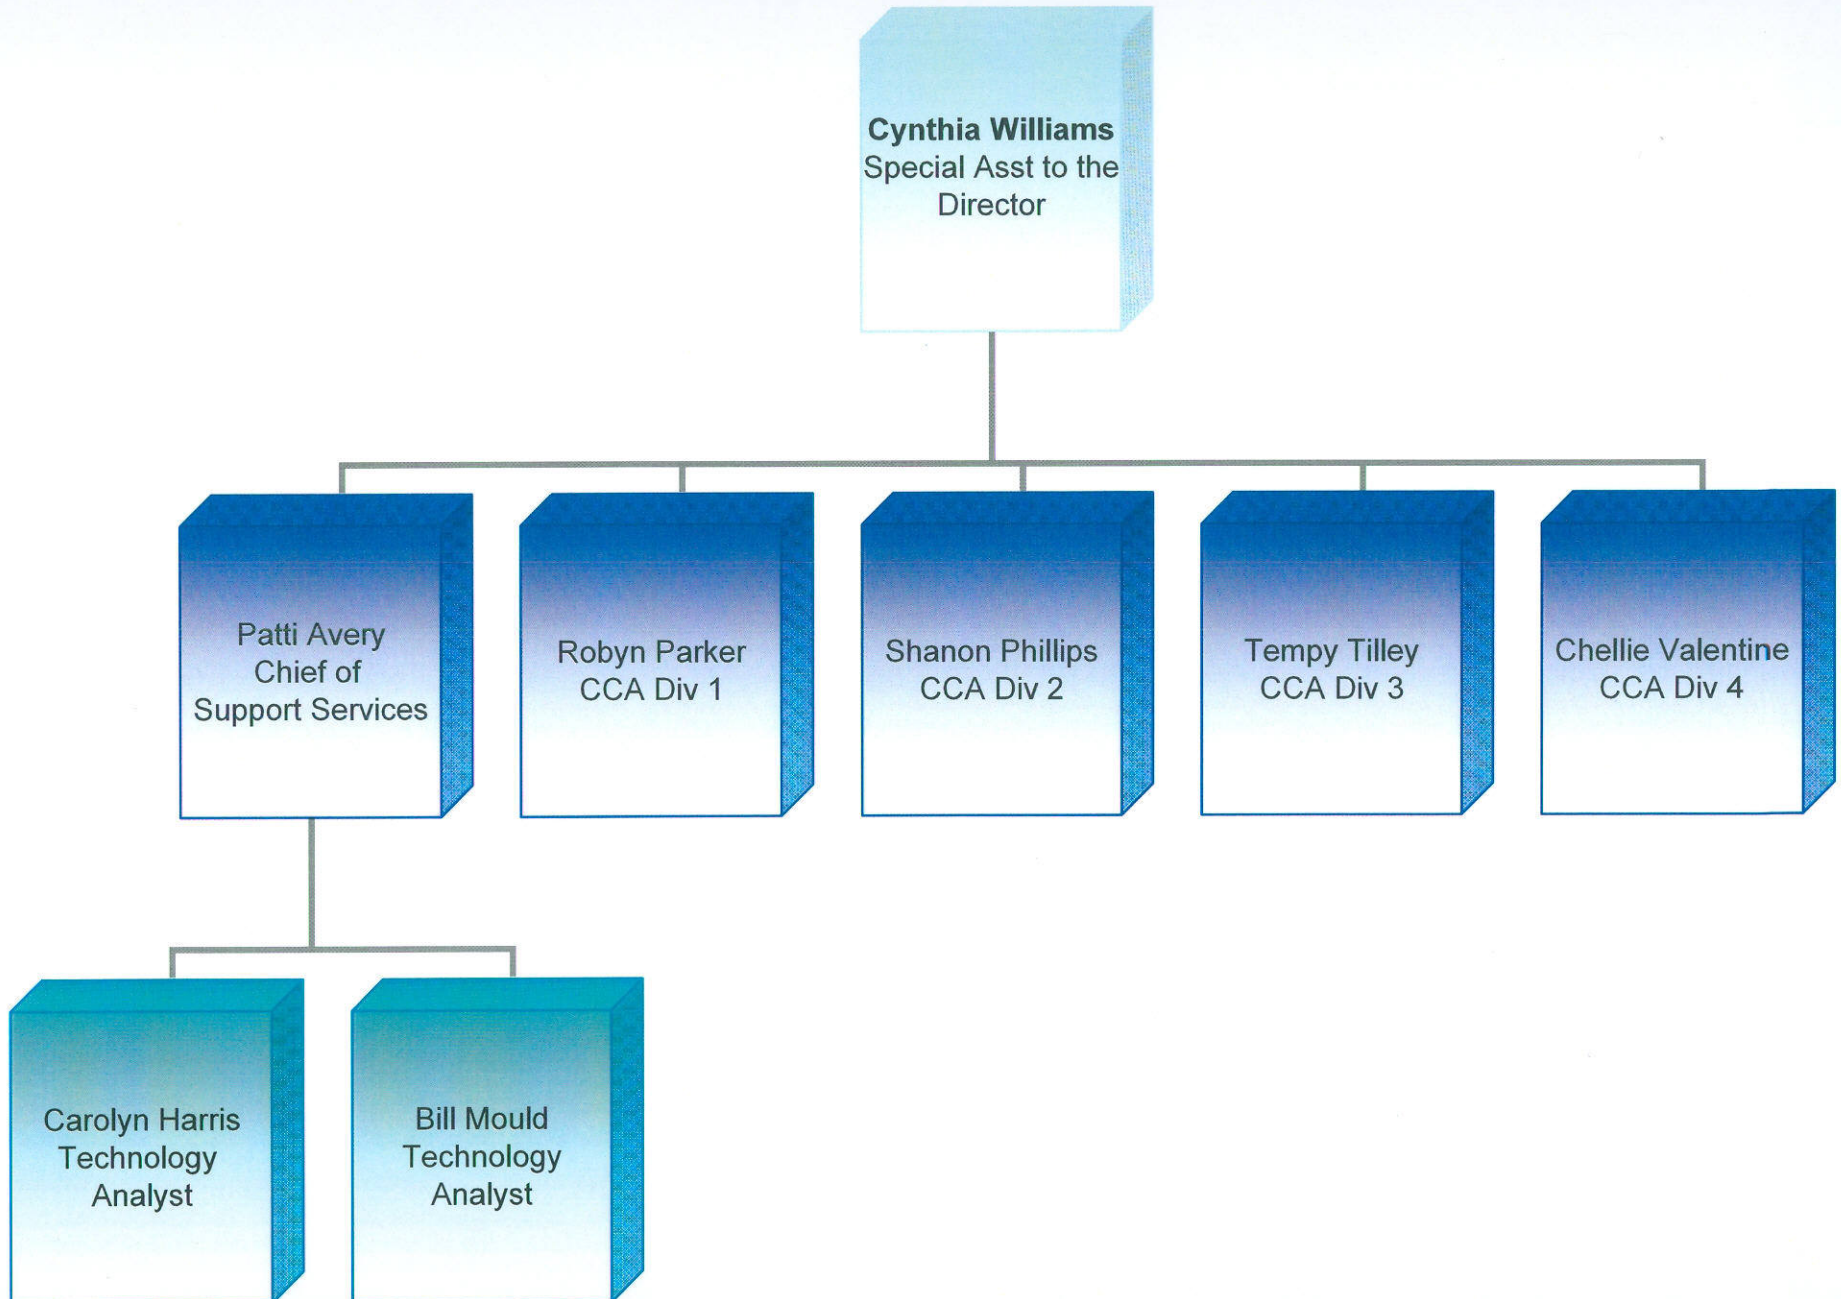 Cynthia Williams
Special Asst to the
Director
Patti Avery
Chief of
Support Services
Robyn Parker
CCA Div 1
Shanon Phillips
CCA Div 2
Tempy Tilley
CCA Div 3
Chellie Valentine
CCA Div 4
Carolyn Harris
Technology
Analyst
Bill Mould
Technology
Analyst